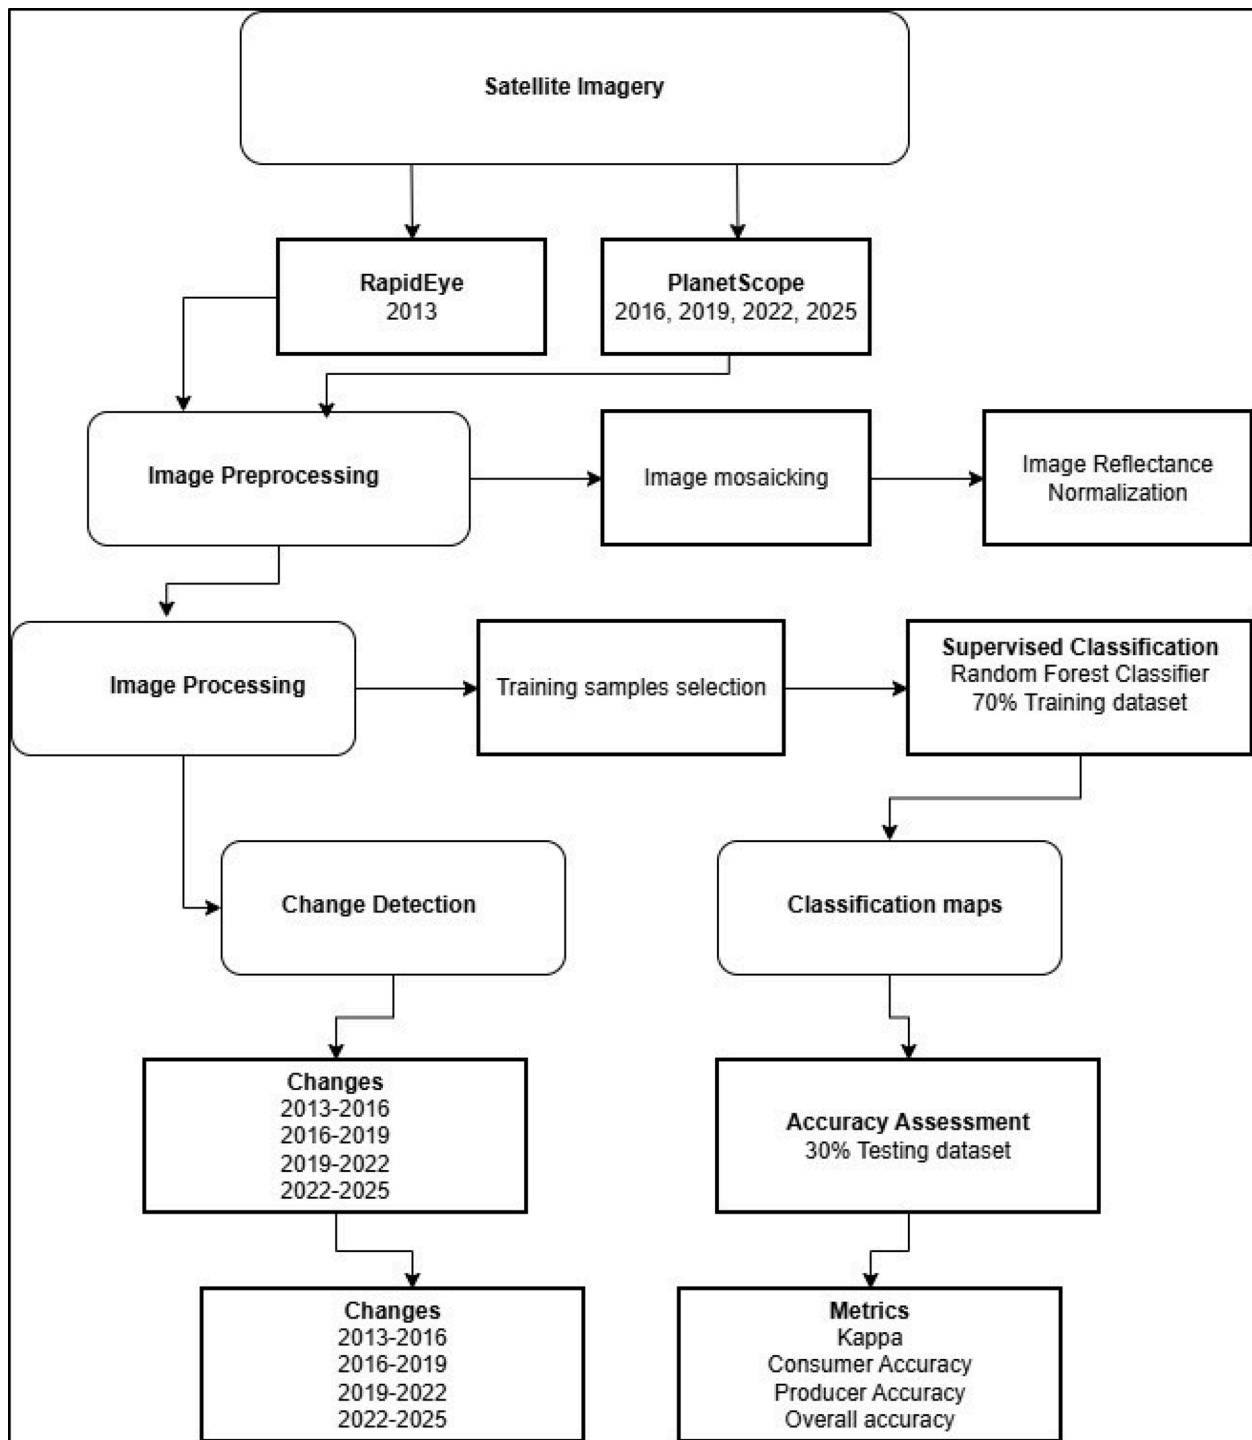 Satellite Imagery
RapidEye
2013
PlanetScope
2016, 2019, 2022, 2025
Image Preprocessing
Image mosaicking
Image Reflectance
Normalization
Image Processing
Training samples selection
Supervised Classification
Random Forest Classifier
70% Training dataset
Change Detection
Classification maps
Changes
2013-2016
2016-2019
2019-2022
2022-2025
Accuracy Assessment
30% Testing dataset
Changes
2013-2016
2016-2019
2019-2022
2022-2025
Metrics
Kappa
Consumer Accuracy
Producer Accuracy
Overall accuracy